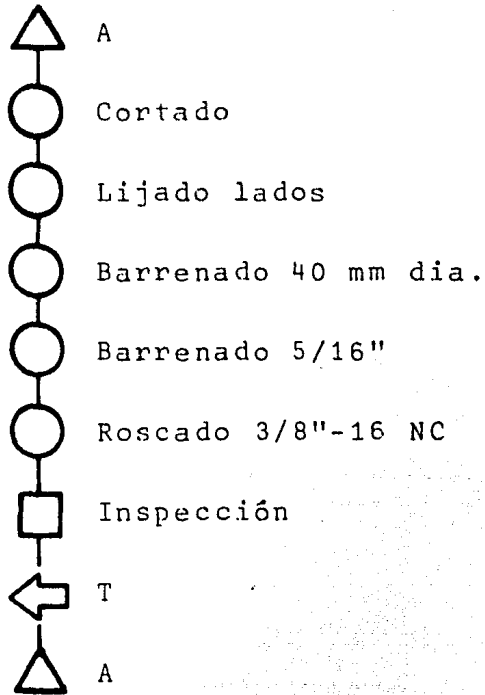 A
Cortado
Lijado lados
Barrenado 40 mm dia.
Barrenado 5/16"
Roscado 3/8"-16 NC
Inspección
T
A